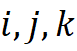 i, j, k